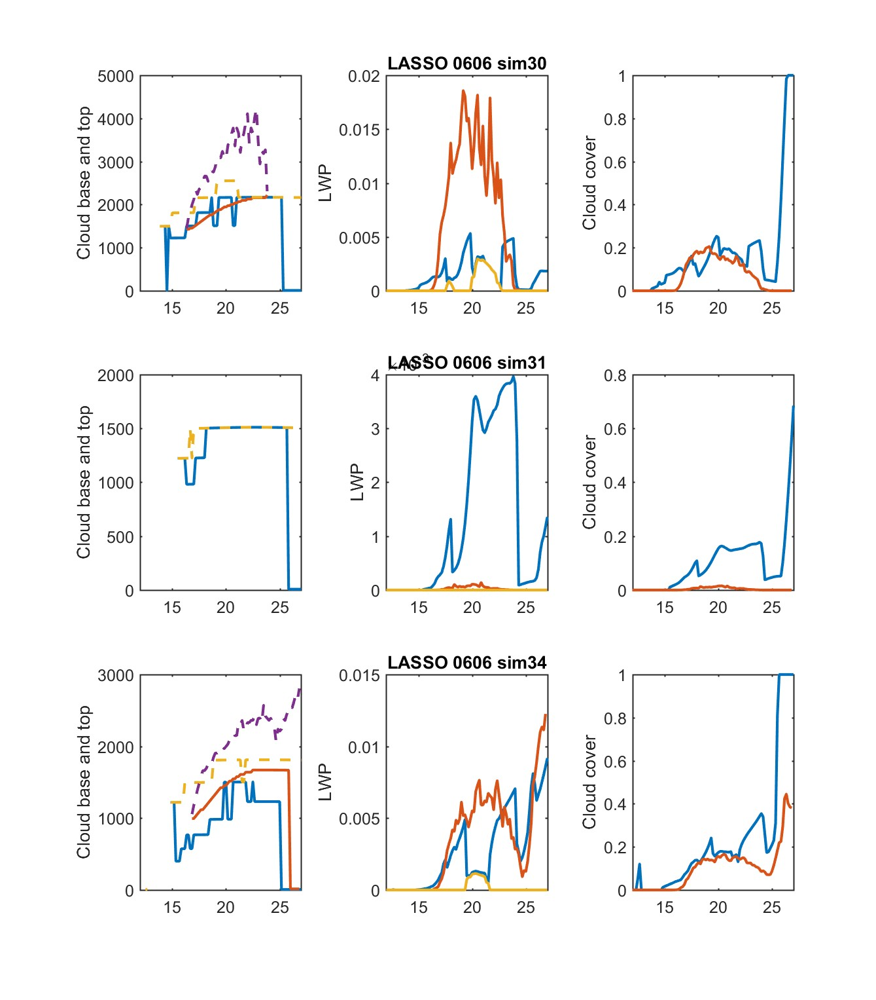 LASSO 0606 sim30
Cloud base and top
5000
4000
3000
2000
1000
0
15 20 25
LWP
0.02
0.015
0.01
0.005
0
15 20 25
Cloud cover
1
0.8
0.6
0.4
0.2
0
15 20 25
LASSO 0606 sim31
Cloud base and top
2000
1500
1000
500
0
15 20 25
LWP
4
3
2
1
0
15 20 25
Cloud cover
0.8
0.6
0.4
0.2
0
15 20 25
LASSO 0606 sim34
Cloud base and top
3000
2000
1000
0
15 20 25
LWP
0.015
0.01
0.005
0
15 20 25
Cloud cover
1
0.8
0.6
0.4
0.2
0
15 20 25